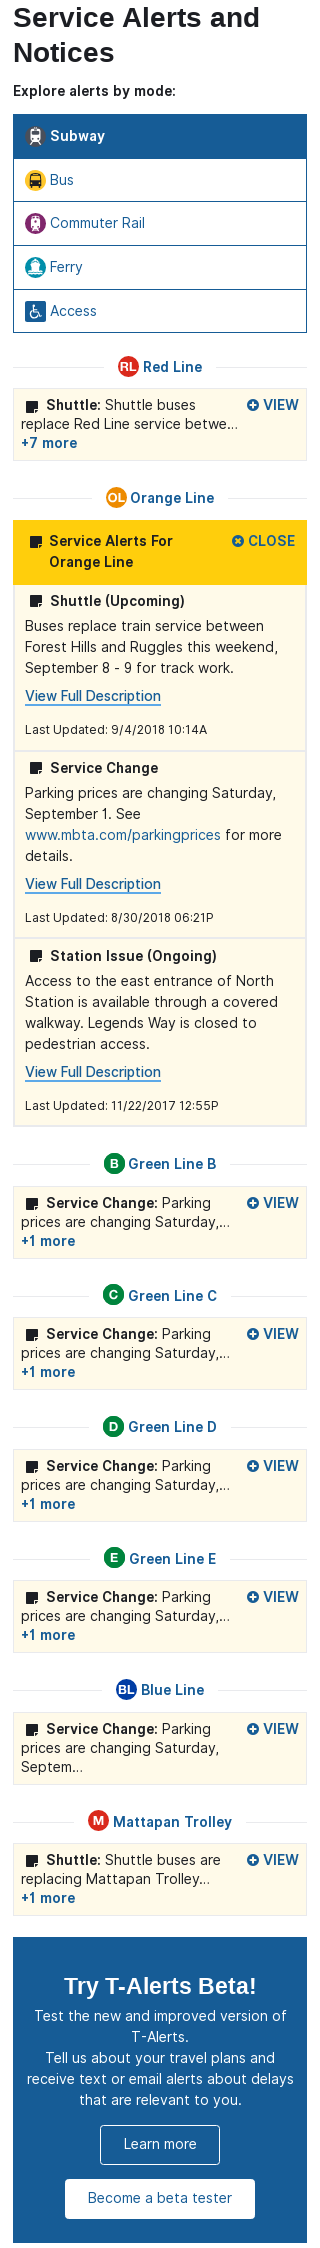 Service Alerts and
Notices
Explore alerts by mode:
Subway
Bus
Commuter Rail
Ferry
Access
RL Red Line
Shuttle: Shuttle buses
replace Red Line service betwe...
+7 more
VIEW
OL Orange Line
Service Alerts For
Orange Line
CLOSE
Shuttle (Upcoming)
Buses replace train service between
Forest Hills and Ruggles this weekend,
September 8 - 9 for track work.
View Full Description
Last Updated: 9/4/2018 10:14A
Service Change
Parking prices are changing Saturday,
September 1. See
www.mbta.com/parkingprices for more
details.
View Full Description
Last Updated: 8/30/2018 06:21P
Station Issue (Ongoing)
Access to the east entrance of North
Station is available through a covered
walkway. Legends Way is closed to
pedestrian access.
View Full Description
Last Updated: 11/22/2017 12:55P
B Green Line B
Service Change: Parking
prices are changing Saturday,...
+1 more
VIEW
C Green Line C
Service Change: Parking
prices are changing Saturday,...
+1 more
VIEW
D Green Line D
Service Change: Parking
prices are changing Saturday,...
+1 more
VIEW
E Green Line E
Service Change: Parking
prices are changing Saturday,...
+1 more
VIEW
BL Blue Line
Service Change: Parking
prices are changing Saturday,
Septem...
VIEW
M Mattapan Trolley
Shuttle: Shuttle buses are
replacing Mattapan Trolley...
+1 more
VIEW
Try T-Alerts Beta!
Test the new and improved version of
T-Alerts.
Tell us about your travel plans and
receive text or email alerts about delays
that are relevant to you.
Learn more
Become a beta tester